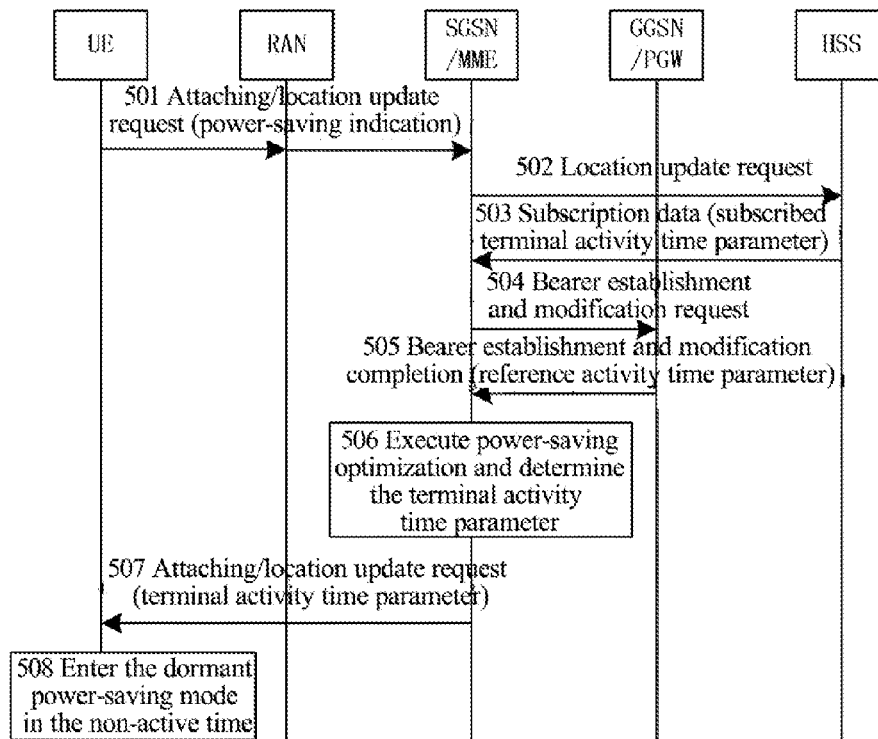 UE
RAN
SGSN
/MME
GGSN
/PGW
HSS
501 Attaching/location update
request (power-saving indication)
502 Location update request
503 Subscription data (subscribed
terminal activity time parameter)
504 Bearer establishment
and modification request
505 Bearer establishment and modification
completion (reference activity time parameter)
506 Execute power-saving
optimization and determine
the terminal activity
time parameter
507 Attaching/location update request
(terminal activity time parameter)
508 Enter the dormant
power-saving mode
in the non-active time